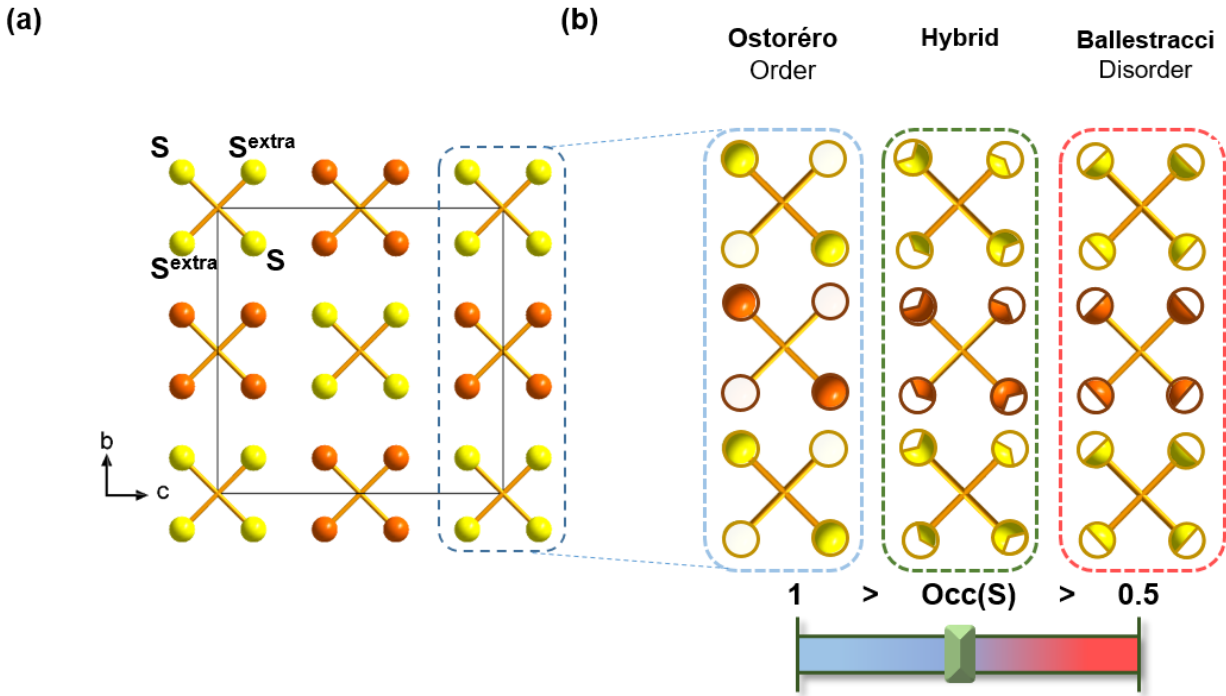 (a)
(b)
Ostoréro
Order
Hybrid
Ballestracci
Disorder
S
S^extra
S^extra
S
b
c
1 > Occ(S) > 0.5